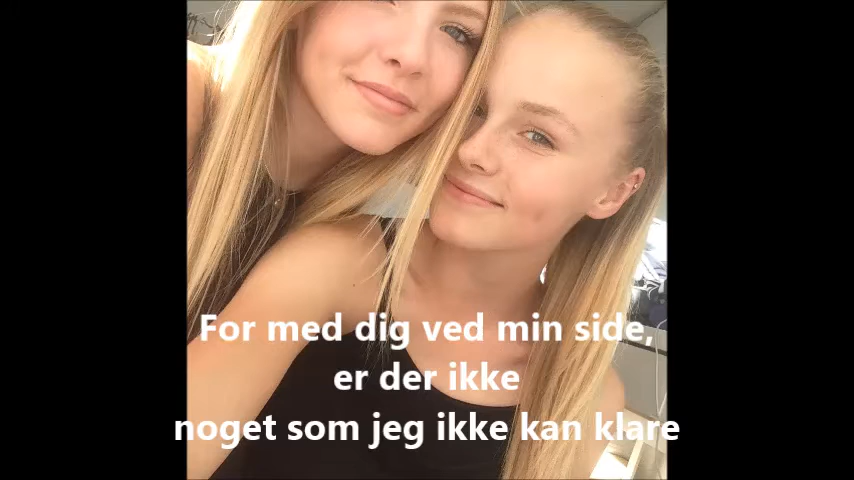 For med dig ved min side,
er der ikke
noget som jeg ikke kan klare